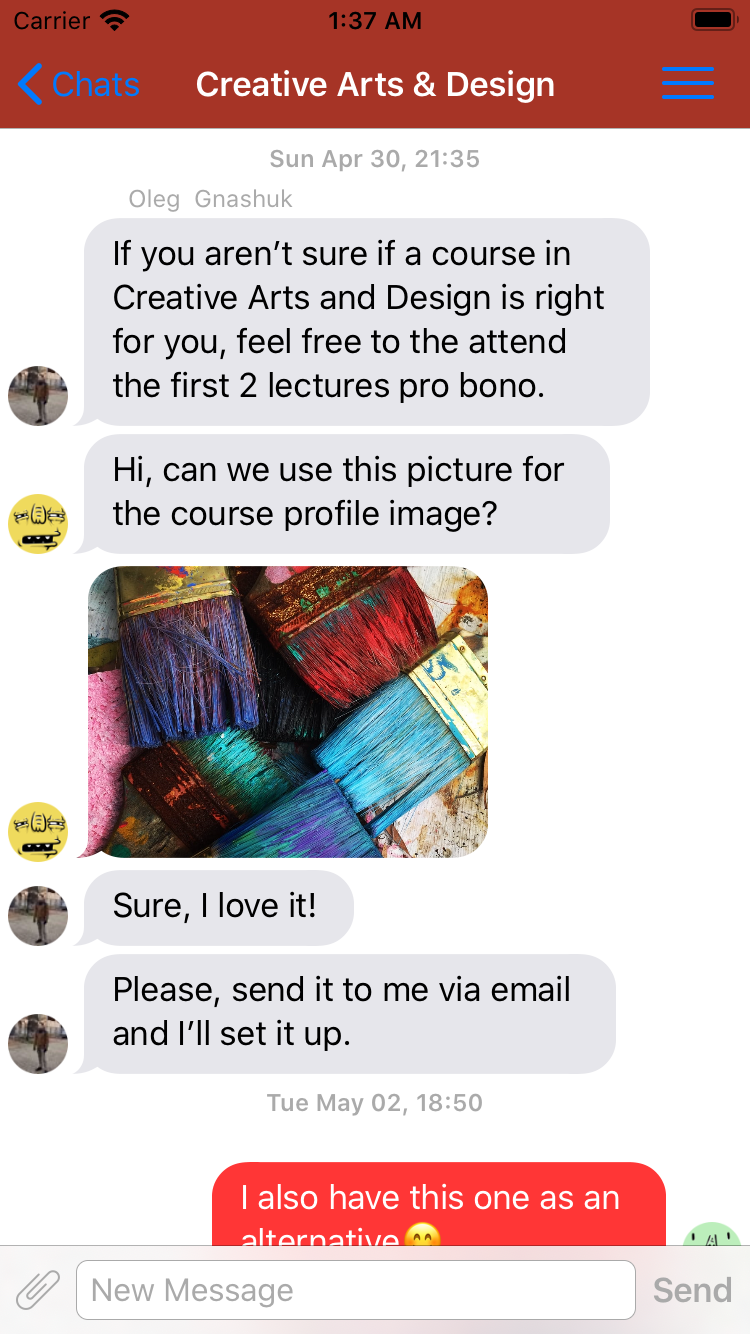 Carrier 1:37 AM
Chats Creative Arts & Design
Sun Apr 30, 21:35
Oleg Gnashuk
If you aren’t sure if a course in
Creative Arts and Design is right
for you, feel free to the attend
the first 2 lectures pro bono.
Hi, can we use this picture for
the course profile image?
Sure, I love it!
Please, send it to me via email
and I’ll set it up.
Tue May 02, 18:50
I also have this one as an
alternative😊
New Message Send